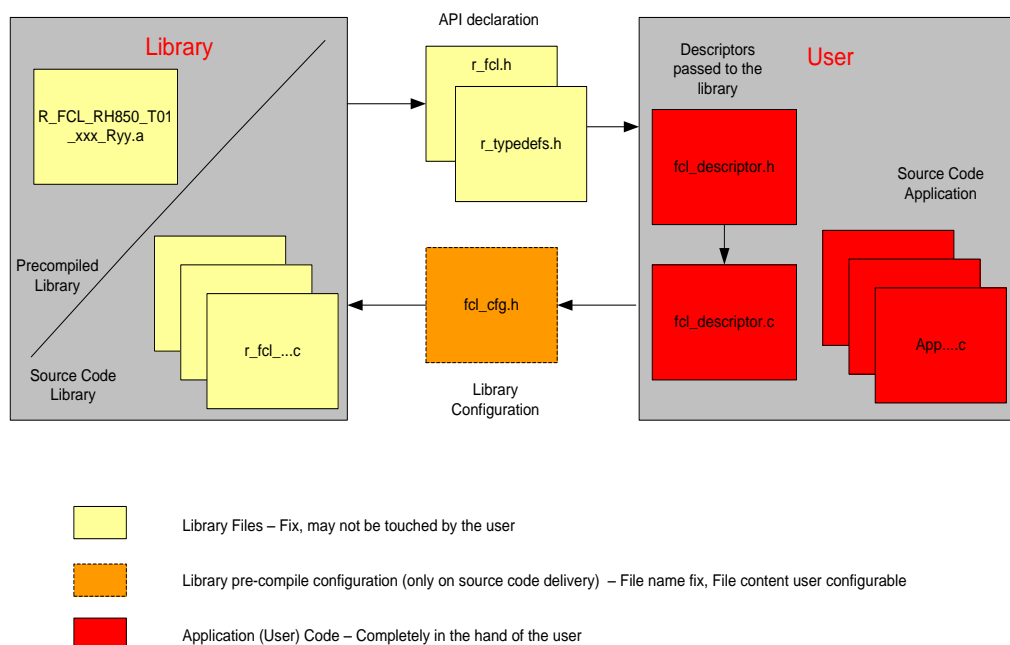 API declaration
Library
R_FCL_RH850_T01
_xxx_Ryy.a
Precompiled
Library
Source Code
Library
r_fcl_...c
r_fcl.h
r_typedefs.h
fcl_cfg.h
Library
Configuration
User
Descriptors
passed to the
library
fcl_descriptor.h
fcl_descriptor.c
Source Code
Application
App....c
Library Files – Fix, may not be touched by the user
Library pre-compile configuration (only on source code delivery)  – File name fix, File content user configurable
Application (User) Code – Completely in the hand of the user